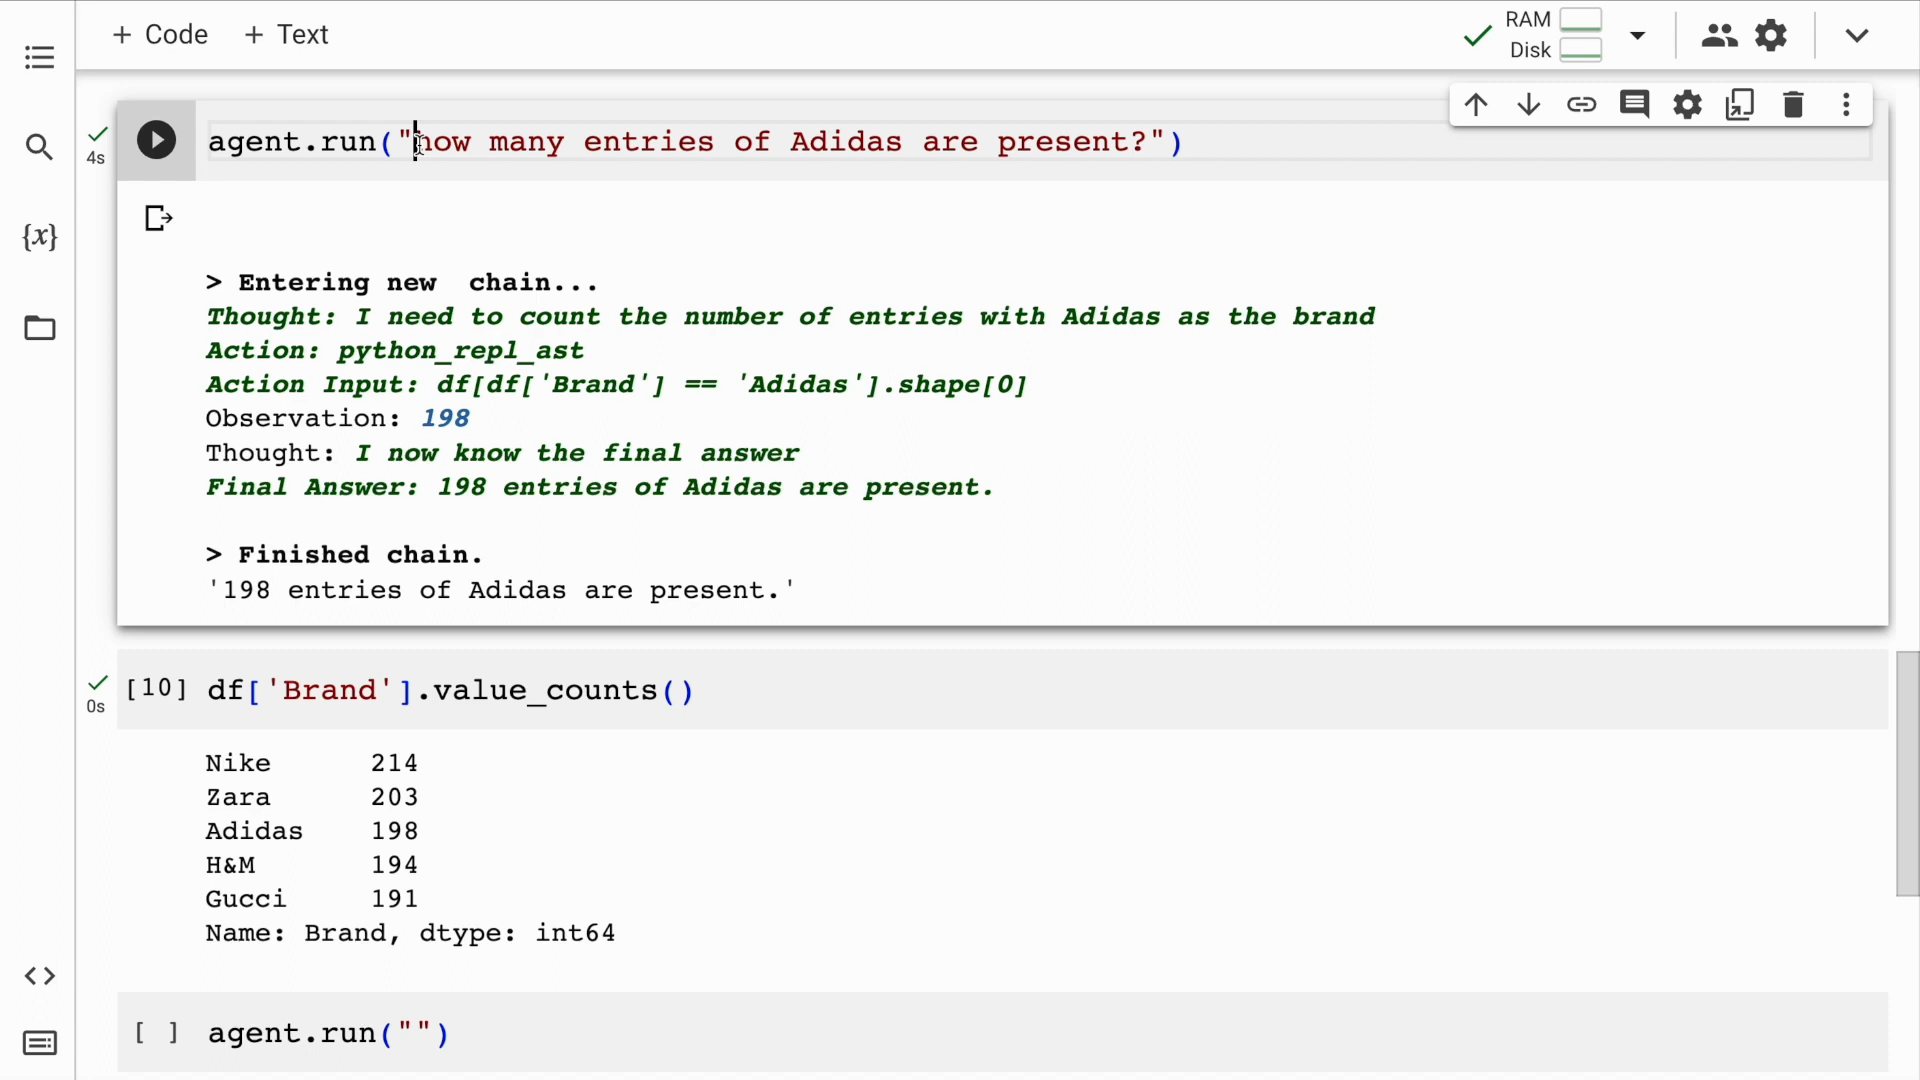 + Code + Text
RAM
Disk
4s
agent.run("how many entries of Adidas are present?")
{x}
> Entering new  chain...
Thought: I need to count the number of entries with Adidas as the brand
Action: python_repl_ast
Action Input: df[df['Brand'] == 'Adidas'].shape[0]
Observation: 198
Thought: I now know the final answer
Final Answer: 198 entries of Adidas are present.
> Finished chain.
'198 entries of Adidas are present.'
0s
[10] df['Brand'].value_counts()
Nike 214
Zara 203
Adidas 198
H&M 194
Gucci 191
Name: Brand, dtype: int64
[ ] agent.run("")